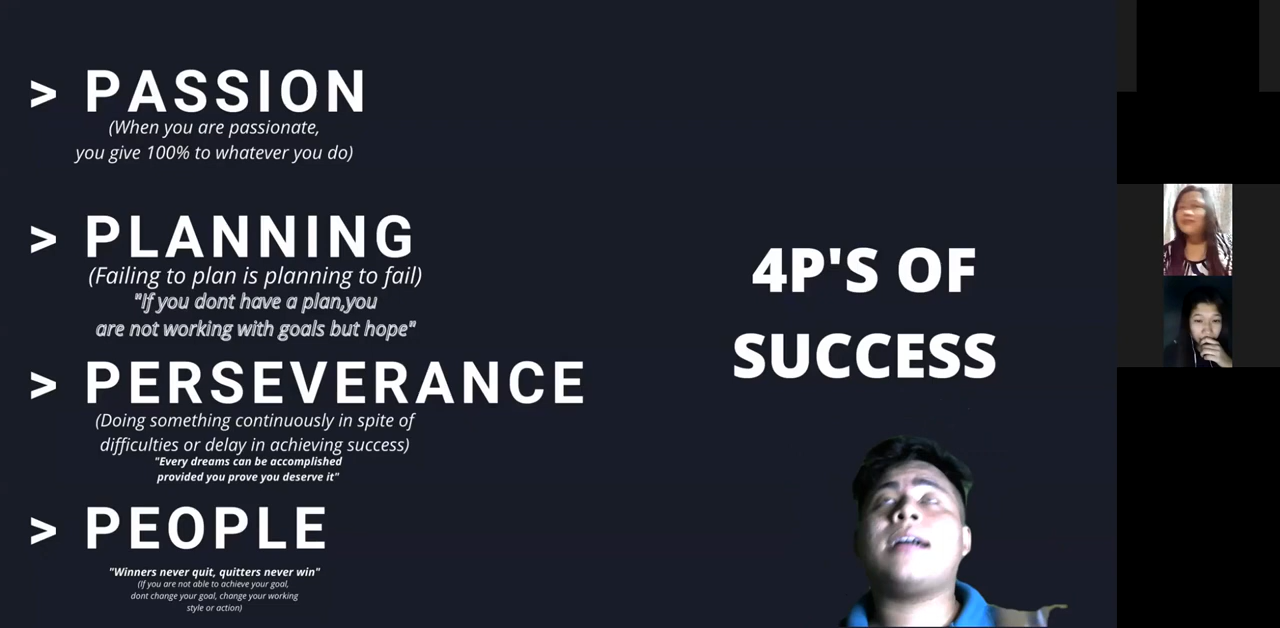 > PASSION
(When you are passionate,
you give 100% to whatever you do)
> PLANNING
(Failing to plan is planning to fail)
"If you dont have a plan,you
are not working with goals but hope"
> PERSEVERANCE
(Doing something continuously in spite of
difficulties or delay in achieving success)
"Every dreams can be accomplished
provided you prove you deserve it"
> PEOPLE
"Winners never quit, quitters never win"
(If you are not able to achieve your goal,
dont change your goal, change your working
style or action)
4P'S OF
SUCCESS